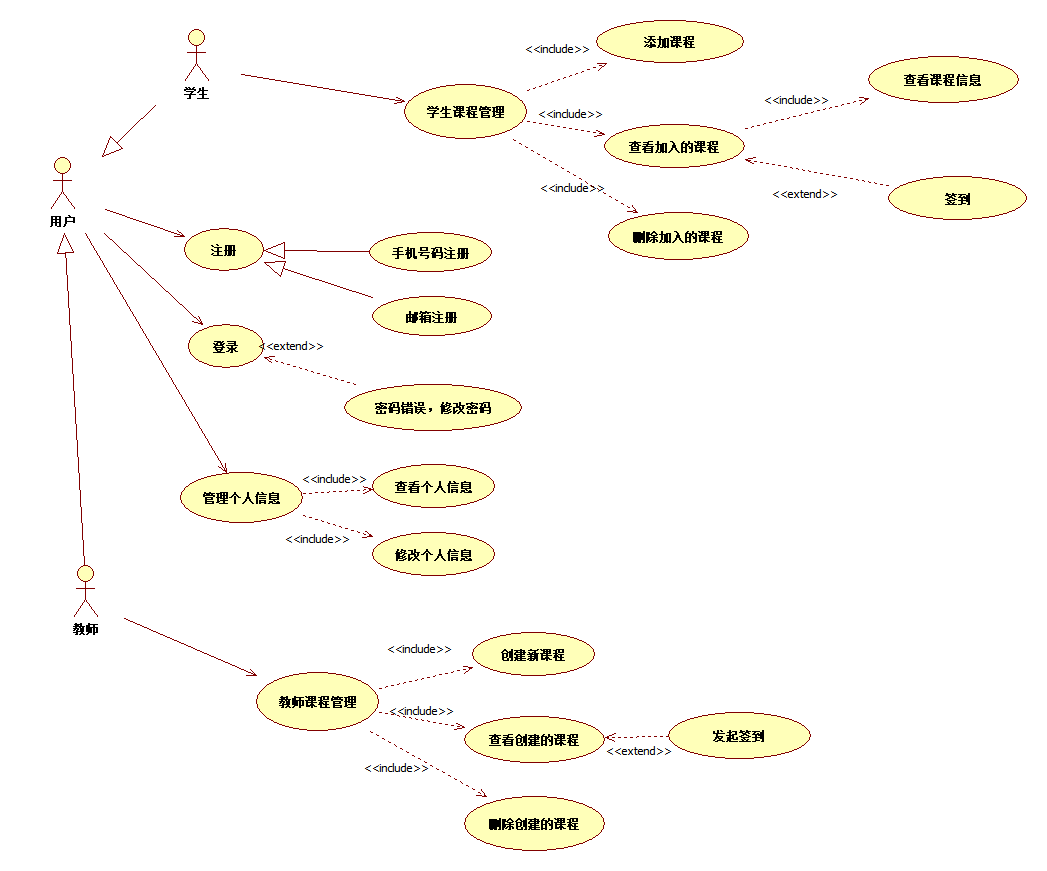 学生
<<include>>
添加课程
学生课程管理
<<include>>
查看加入的课程
<<include>>
查看课程信息
<<extend>>
签到
<<include>>
删除加入的课程
用户
注册
手机号码注册
邮箱注册
登录
<<extend>>
密码错误，修改密码
管理个人信息
<<include>>
查看个人信息
<<include>>
修改个人信息
教师
教师课程管理
<<include>>
创建新课程
<<include>>
查看创建的课程
<<extend>>
发起签到
<<include>>
删除创建的课程